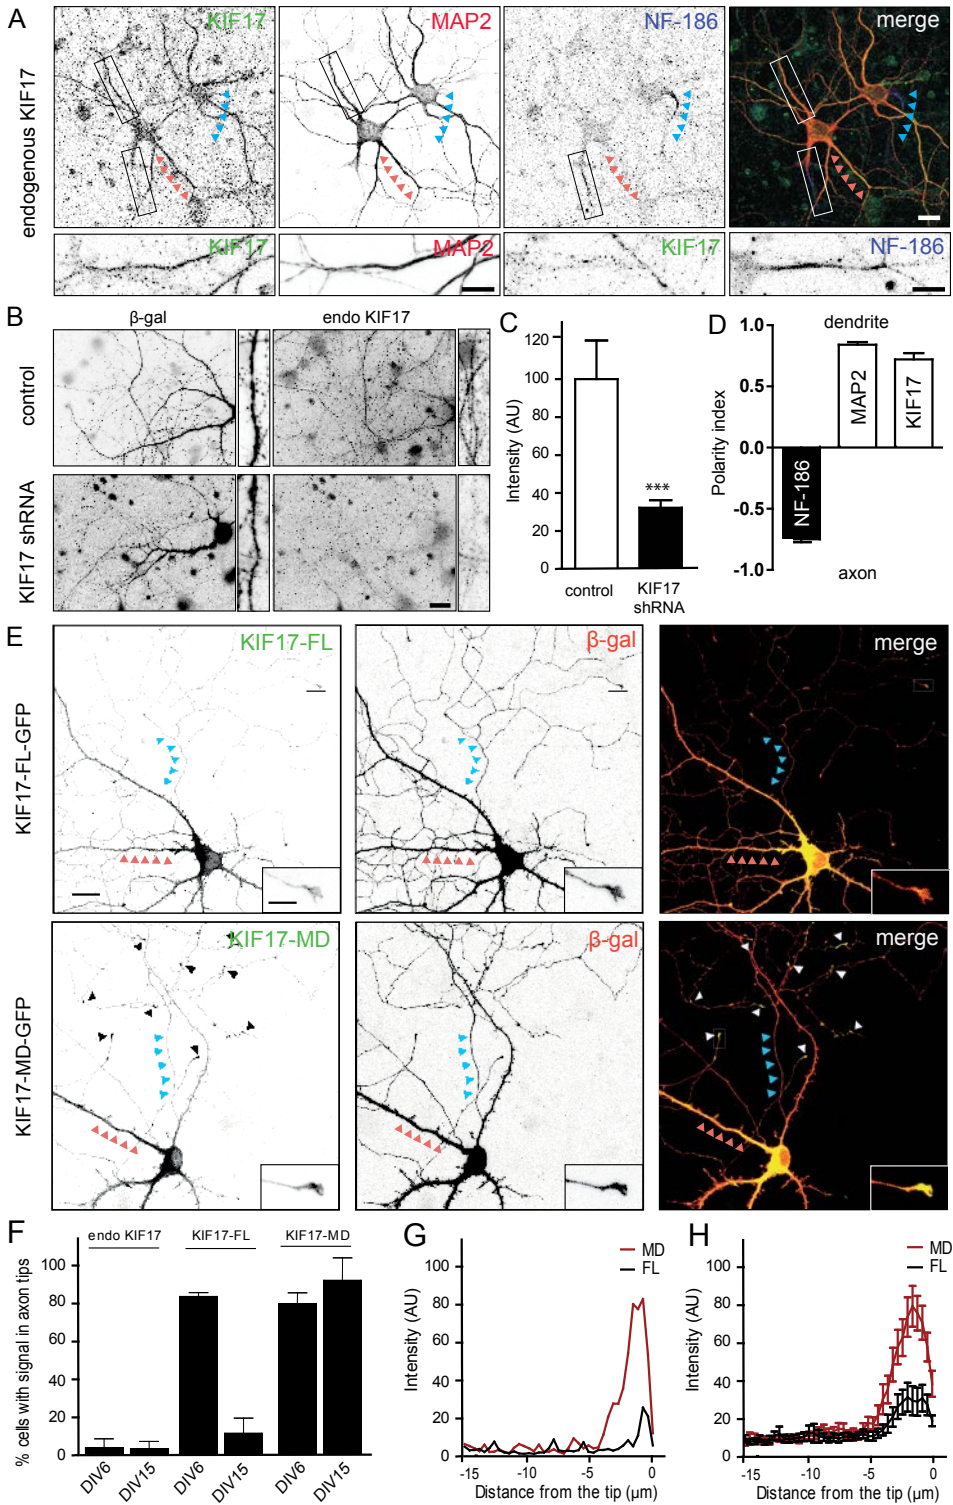 A
endogenous KIF17
KIF17
MAP2
NF-186
merge
KIF17
MAP2
KIF17
NF-186
B
β-gal
endo KIF17
control
KIF17 shRNA
C
Intensity (AU)
120
100
80
60
40
20
0
***
control
KIF17
shRNA
D
Polarity index
1.0
0.5
0.0
-0.5
-1.0
dendrite
NF-186
MAP2
KIF17
axon
E
KIF17-FL-GFP
KIF17-FL
β-gal
merge
KIF17-MD-GFP
KIF17-MD
β-gal
merge
F
endo KIF17
KIF17-FL
KIF17-MD
% cells with signal in axon tips
100
80
60
40
20
0
DIV6
DIV15
DIV6
DIV15
DIV6
DIV15
G
MD
FL
Intensity (AU)
100
80
60
40
20
0
-15
-10
-5
0
Distance from the tip (μm)
H
MD
FL
Intensity (AU)
100
80
60
40
20
0
-15
-10
-5
0
Distance from the tip (μm)